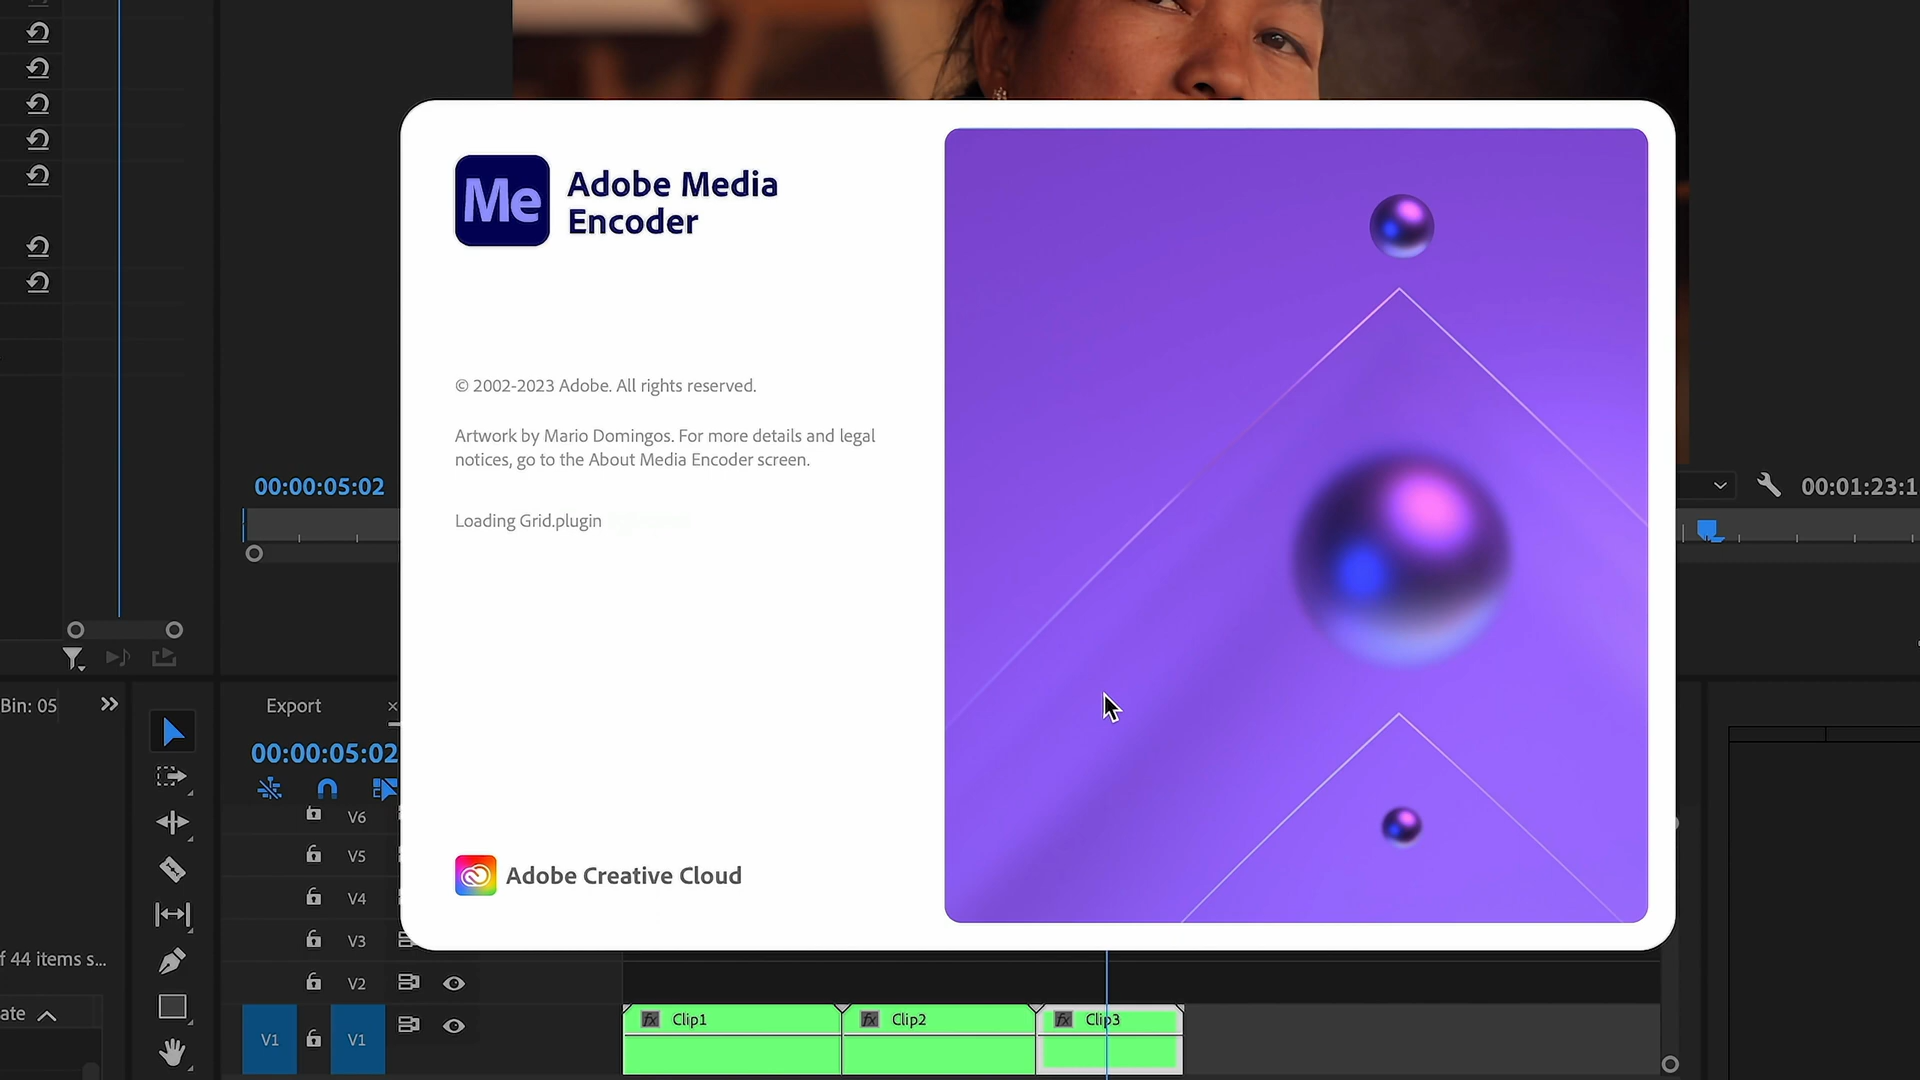 Me
Adobe Media
Encoder
© 2002-2023 Adobe. All rights reserved.
Artwork by Mario Domingos. For more details and legal
notices, go to the About Media Encoder screen.
Loading Grid.plugin
Adobe Creative Cloud
00:00:05:02
00:01:23:1
Bin: 05
Export
00:00:05:02
V6
V5
V4
f 44 items s...
V3
V2
ate
V1
V1
fx Clip1
fx Clip2
fx Clip3